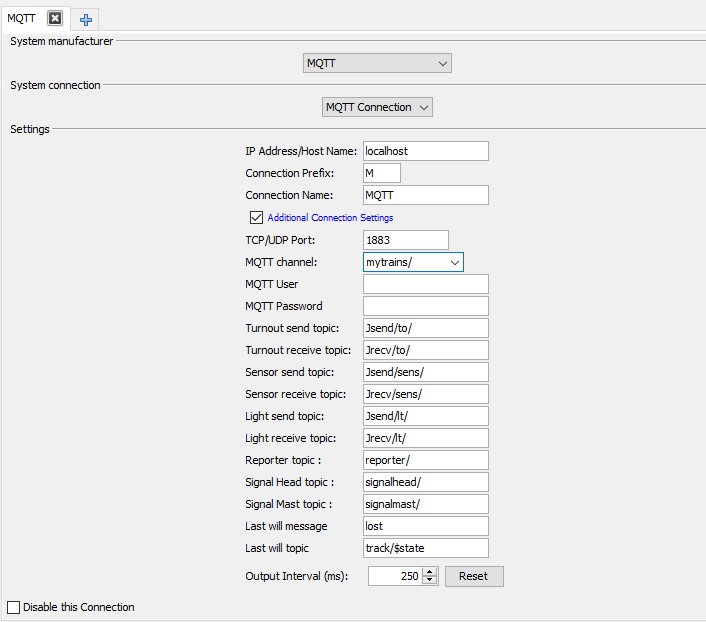 MQTT
System manufacturer
MQTT
System connection
MQTT Connection
Settings
IP Address/Host Name: localhost
Connection Prefix: M
Connection Name: MQTT
Additional Connection Settings
TCP/UDP Port: 1883
MQTT channel: mytrains/
MQTT User
MQTT Password
Turnout send topic: Jsend/to/
Turnout receive topic: Jrecv/to/
Sensor send topic: Jsend/sens/
Sensor receive topic: Jrecv/sens/
Light send topic: Jsend/lt/
Light receive topic: Jrecv/lt/
Reporter topic : reporter/
Signal Head topic : signalhead/
Signal Mast topic : signalmast/
Last will message lost
Last will topic track/$state
Output Interval (ms): 250 Reset
Disable this Connection